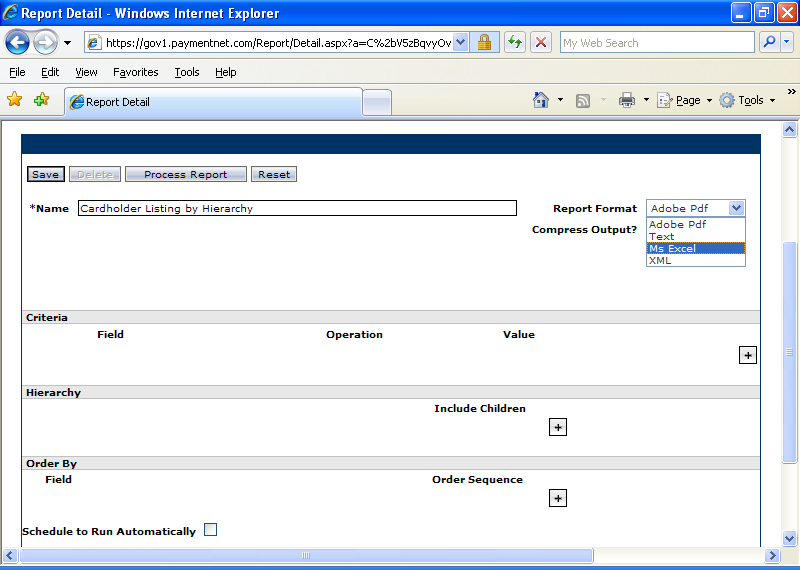 Report Detail - Windows Internet Explorer
https://gov1.paymentnet.com/Report/Detail.aspx?a=C%2bV5zBqvyOv
My Web Search
File Edit View Favorites Tools Help
Report Detail
Page Tools
Save Delete Process Report Reset
*Name Cardholder Listing by Hierarchy Report Format Adobe Pdf
Compress Output? Adobe Pdf
Text
Ms Excel
XML
Criteria
Field Operation Value
+
Hierarchy
Include Children
+
Order By
Field Order Sequence
+
Schedule to Run Automatically